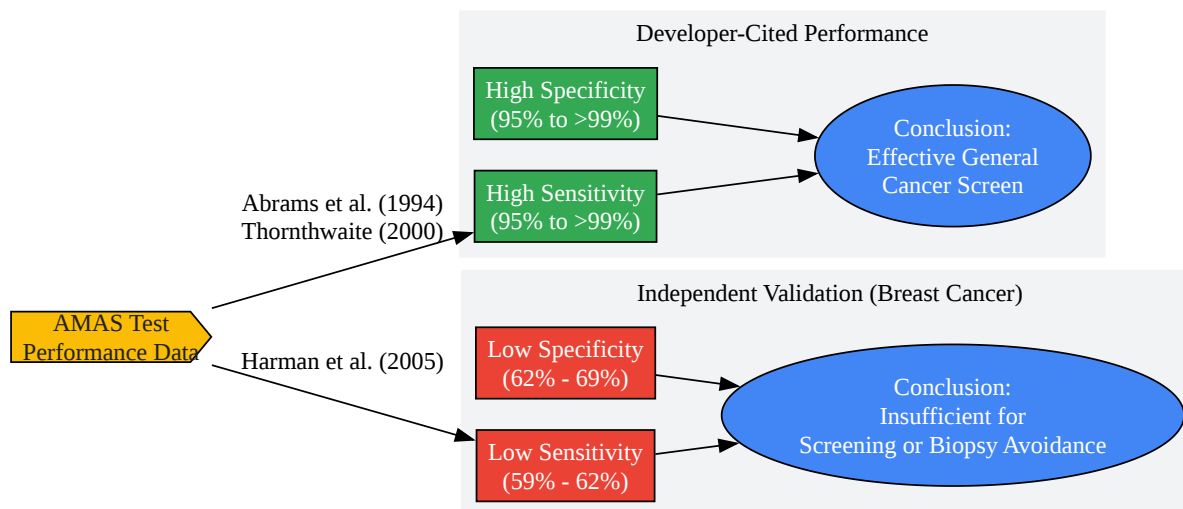 Developer-Cited Performance
High Specificity
(95% to >99%)
High Sensitivity
(95% to >99%)
Conclusion:
Effective General
Cancer Screen
Abrams et al. (1994)
Thornthwaite (2000)
AMAS Test
Performance Data
Harman et al. (2005)
Independent Validation (Breast Cancer)
Low Specificity
(62% - 69%)
Low Sensitivity
(59% - 62%)
Conclusion:
Insufficient for
Screening or Biopsy Avoidance